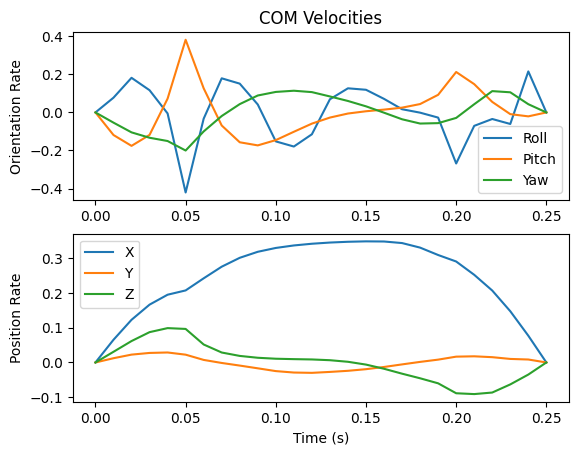 COM Velocities
0.4
0.2
0.0
−0.2
−0.4
Orientation Rate
Roll
Pitch
Yaw
0.00 0.05 0.10 0.15 0.20 0.25
0.3
0.2
0.1
0.0
−0.1
Position Rate
X
Y
Z
0.00 0.05 0.10 0.15 0.20 0.25
Time (s)